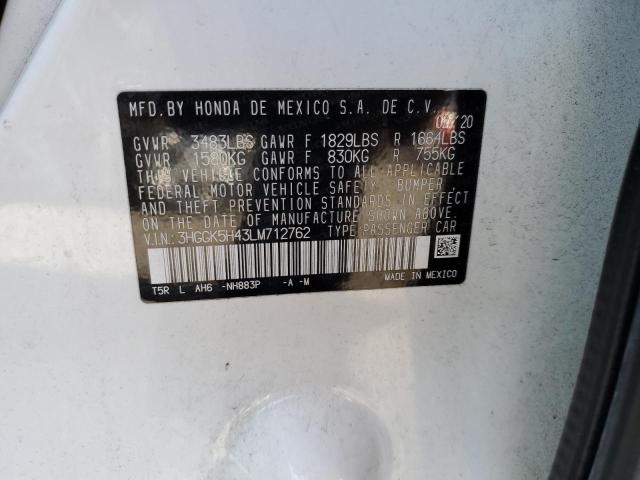 MFD.BY HONDA DE MEXICO S.A. DE C.V.
/20
GVWR 3483LBS GAWR F 1829LBS R 1664LBS
GVWR 1580KG GAWR F 830KG R 755KG
THIS VEHICLE CONFORMS TO ALL APPLICABLE
FEDERAL MOTOR VEHICLE SAFETY, BUMPER,
AND THEFT PREVENTION STANDARDS IN EFFECT
ON THE DATE OF MANUFACTURE SHOWN ABOVE.
V.I.N.: 3HGGK5H43LM712762 TYPE PASSENGER CAR
T5R L AH6 -NH883P -A -M MADE IN MEXICO